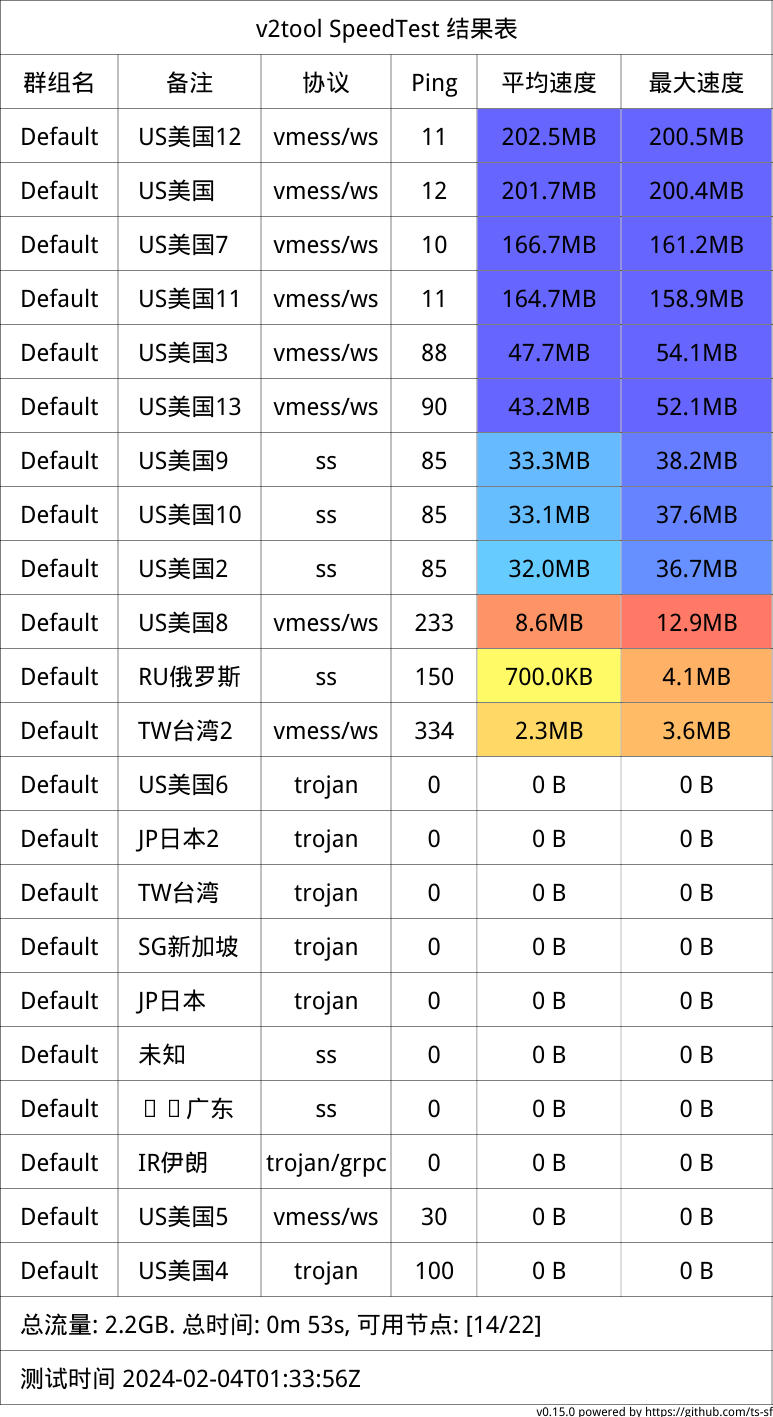 v2tool SpeedTest 结果表
群组名 备注 协议 Ping 平均速度 最大速度
Default US美国12 vmess/ws 11 202.5MB 200.5MB
Default US美国 vmess/ws 12 201.7MB 200.4MB
Default US美国7 vmess/ws 10 166.7MB 161.2MB
Default US美国11 vmess/ws 11 164.7MB 158.9MB
Default US美国3 vmess/ws 88 47.7MB 54.1MB
Default US美国13 vmess/ws 90 43.2MB 52.1MB
Default US美国9 ss 85 33.3MB 38.2MB
Default US美国10 ss 85 33.1MB 37.6MB
Default US美国2 ss 85 32.0MB 36.7MB
Default US美国8 vmess/ws 233 8.6MB 12.9MB
Default RU俄罗斯 ss 150 700.0KB 4.1MB
Default TW台湾2 vmess/ws 334 2.3MB 3.6MB
Default US美国6 trojan 0 0 B 0 B
Default JP日本2 trojan 0 0 B 0 B
Default TW台湾 trojan 0 0 B 0 B
Default SG新加坡 trojan 0 0 B 0 B
Default JP日本 trojan 0 0 B 0 B
Default 未知 ss 0 0 B 0 B
Default 广东 ss 0 0 B 0 B
Default IR伊朗 trojan/grpc 0 0 B 0 B
Default US美国5 vmess/ws 30 0 B 0 B
Default US美国4 trojan 100 0 B 0 B
总流量: 2.2GB. 总时间: 0m 53s, 可用节点: [14/22]
测试时间 2024-02-04T01:33:56Z
v0.15.0 powered by https://github.com/ts-sf